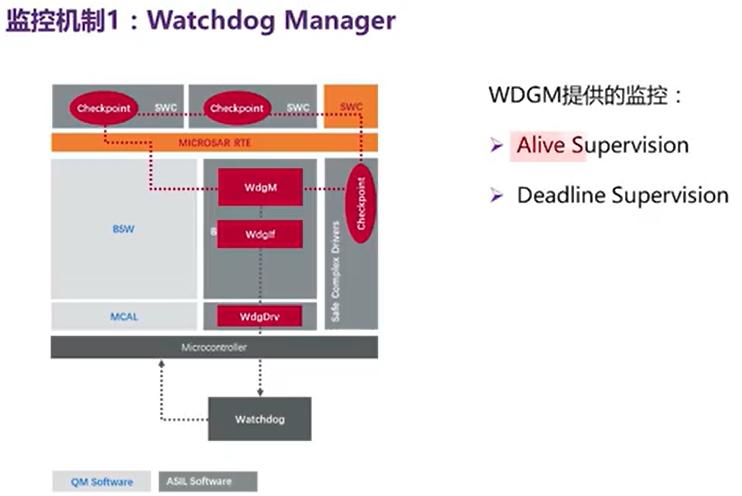 监控机制1：Watchdog Manager
Checkpoint SWC Checkpoint SWC SWC
MICROSAR RTE
WDGM提供的监控：
Alive Supervision
Deadline Supervision
WdgM
Checkpoint
BSW
B
WdgIf
Safe Complex Drivers
MCAL
WdgDrv
Microcontroller
Watchdog
QM Software
ASIL Software